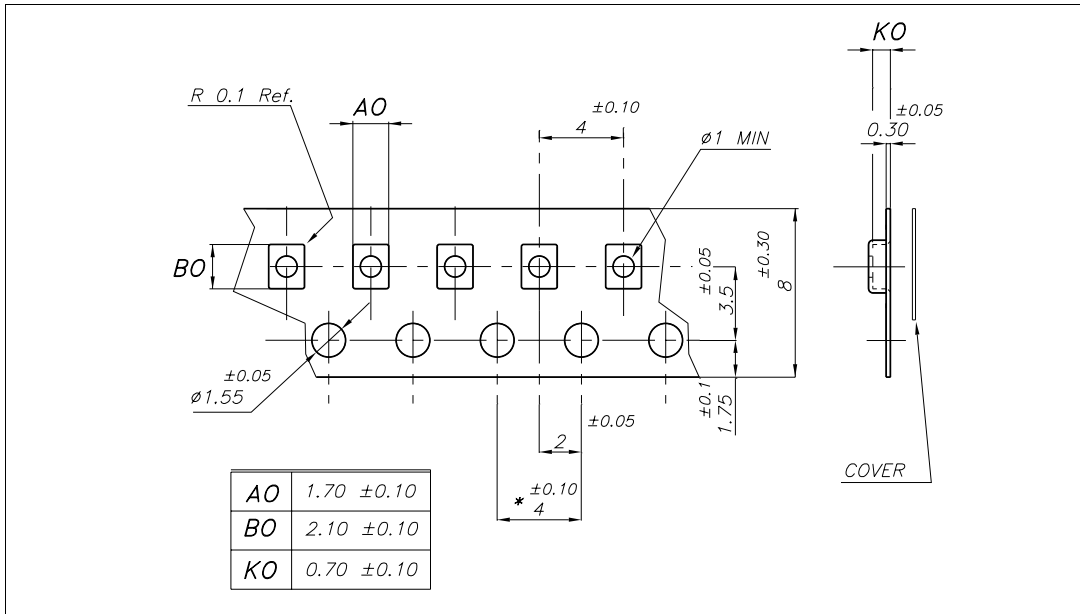 KO
R 0.1 Ref.
AO
±0.10
4
ø1 MIN
±0.05
0.30
BO
±0.05
3.5
±0.30
8
±0.05
ø1.55
±0.1
1.75
±0.05
2
±0.10
* 4
COVER
AO 1.70 ±0.10
BO 2.10 ±0.10
KO 0.70 ±0.10